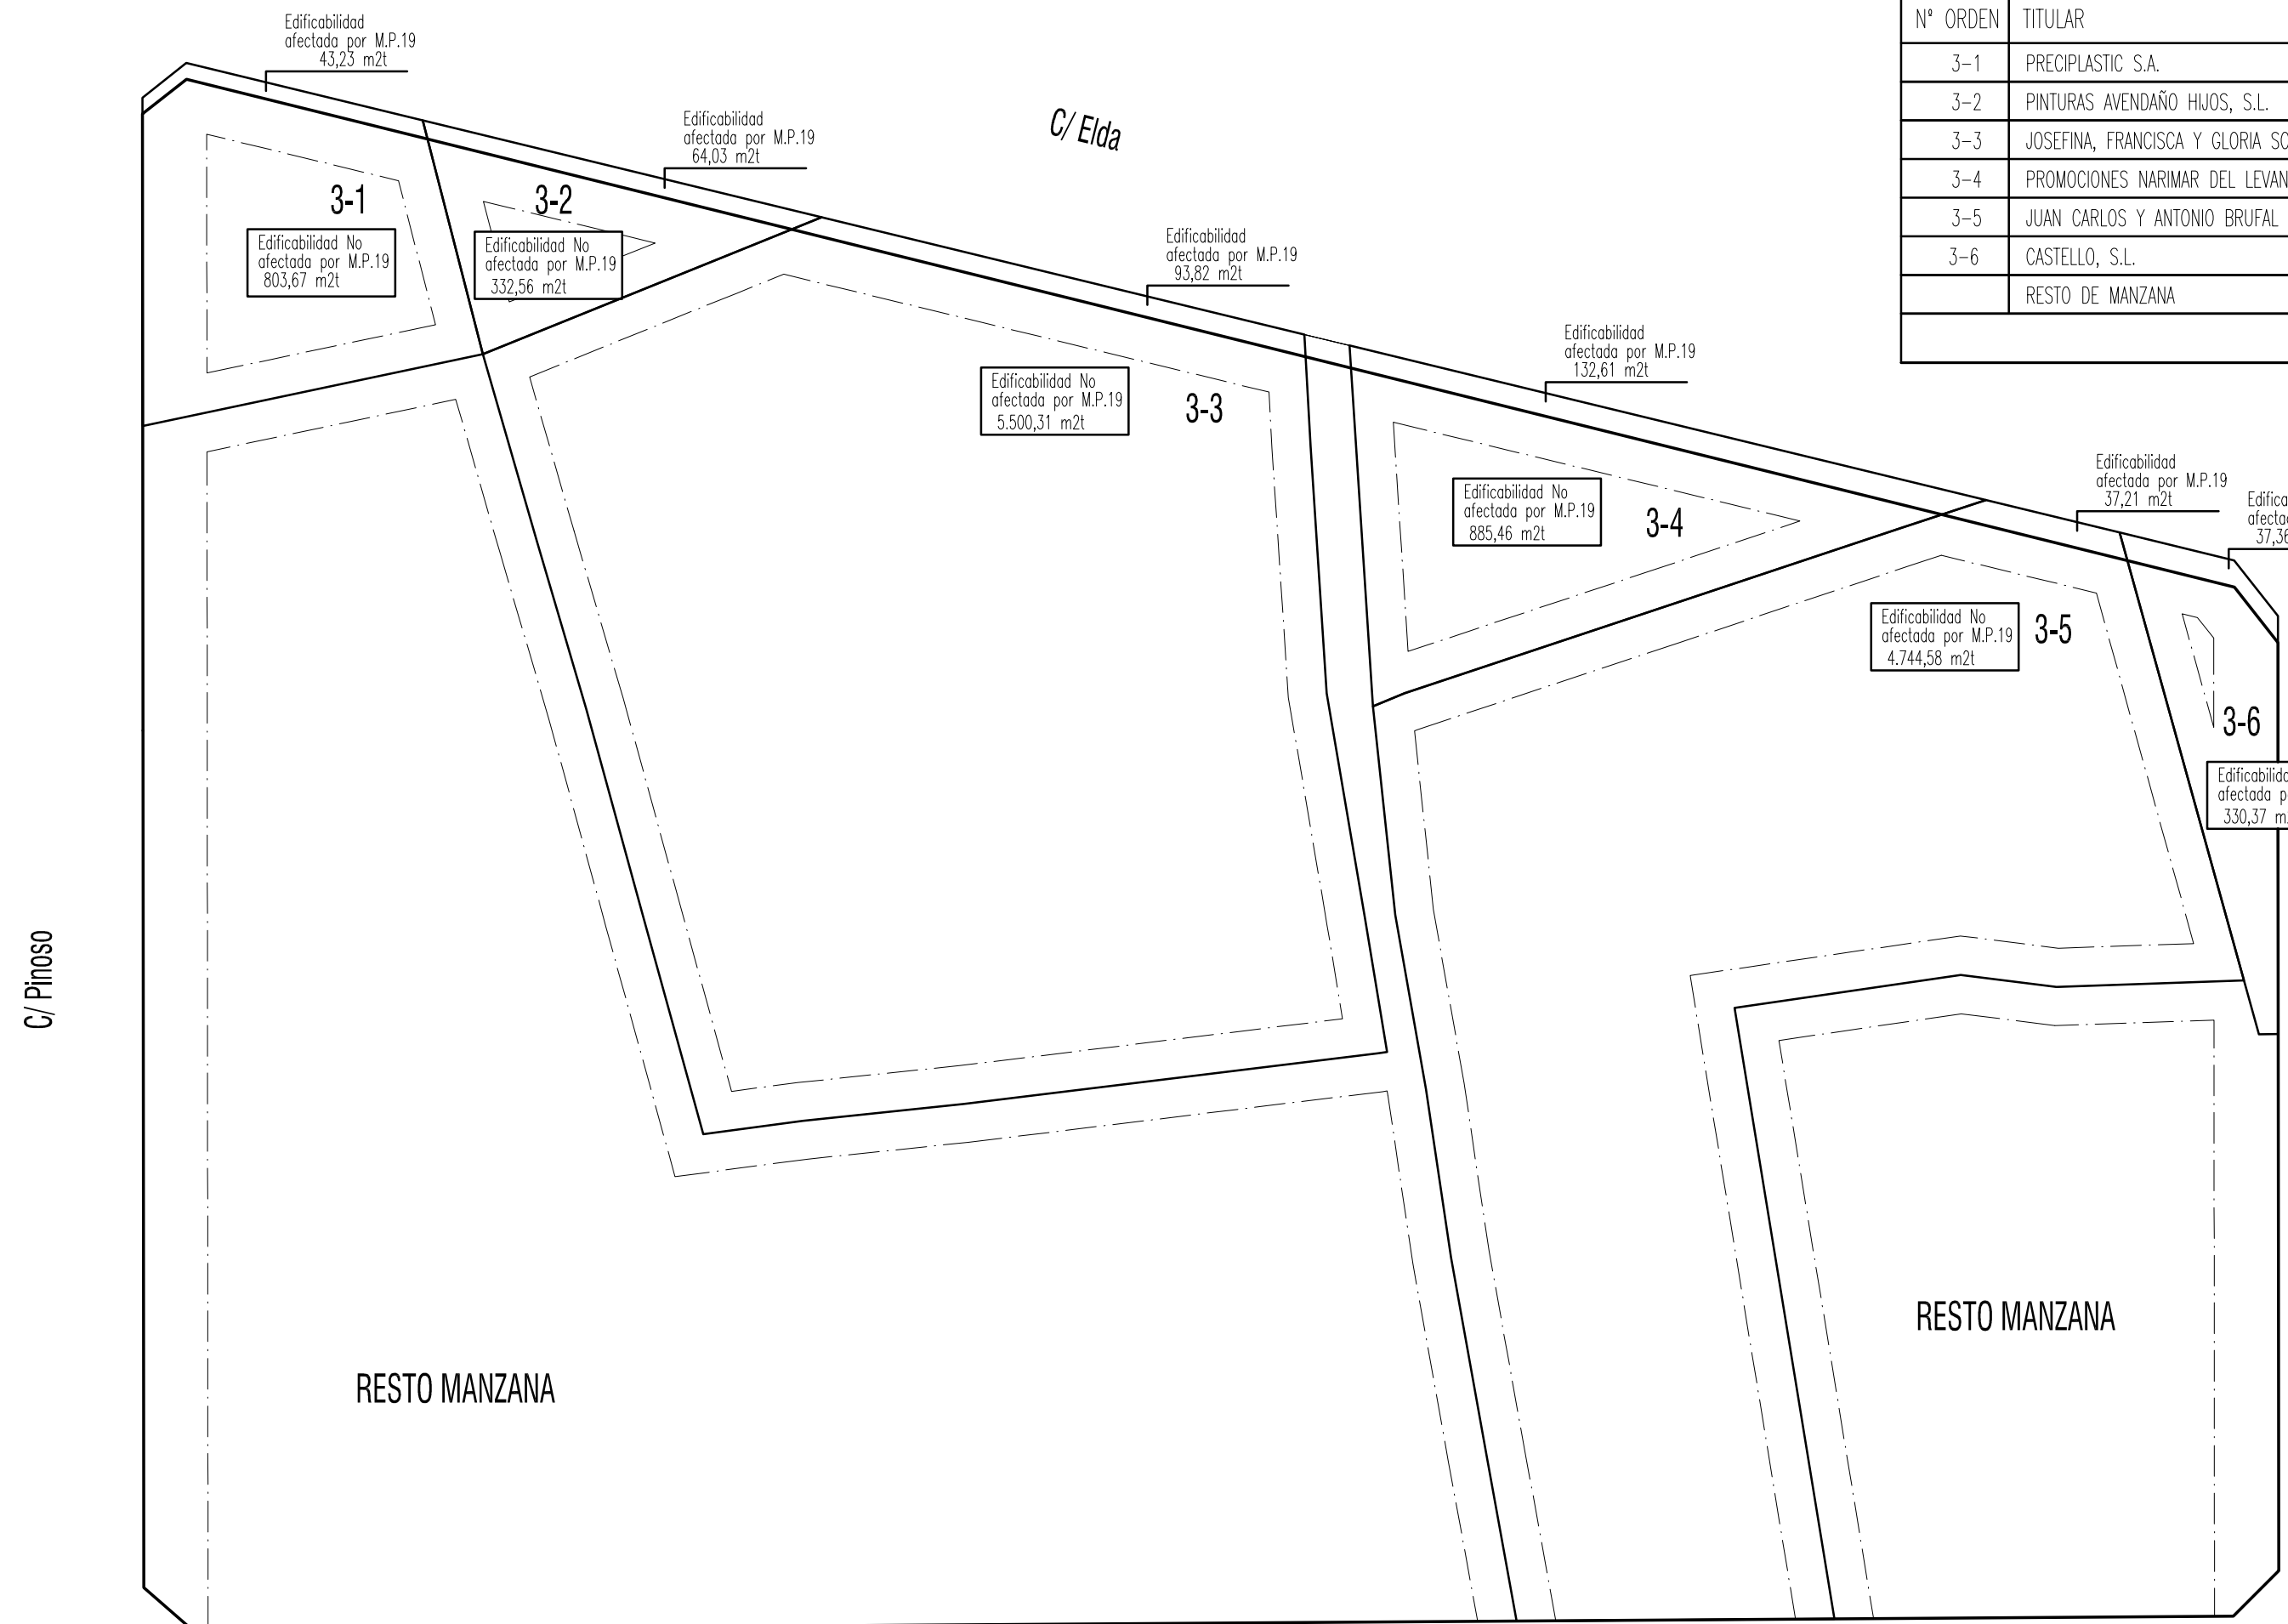 Edificabilidad
afectada por M.P.19
43,23 m2t
Edificabilidad
afectada por M.P.19
64,03 m2t
C/ Elda
Edificabilidad
afectada por M.P.19
93,82 m2t
Edificabilidad
afectada por M.P.19
132,61 m2t
Edificabilidad
afectada por M.P.19
37,21 m2t
37,36
Nº ORDEN TITULAR
3-1 PRECIPLASTIC S.A.
3-2 PINTURAS AVENDAÑO HIJOS, S.L.
3-3 JOSEFINA, FRANCISCA Y GLORIA
3-4 PROMOCIONES NARIMAR DEL
3-5 JUAN CARLOS Y ANTONIO BRUFAL
3-6 CASTELLO, S.L.
RESTO DE MANZANA
3-1
Edificabilidad No
afectada por M.P.19
803,67 m2t
3-2
Edificabilidad No
afectada por M.P.19
332,56 m2t
Edificabilidad No
afectada por M.P.19
5.500,31 m2t
3-3
Edificabilidad No
afectada por M.P.19
885,46 m2t
3-4
Edificabilidad No
afectada por M.P.19
4.744,58 m2t
3-5
3-6
330,37
C/ Pinoso
RESTO MANZANA
RESTO MANZANA